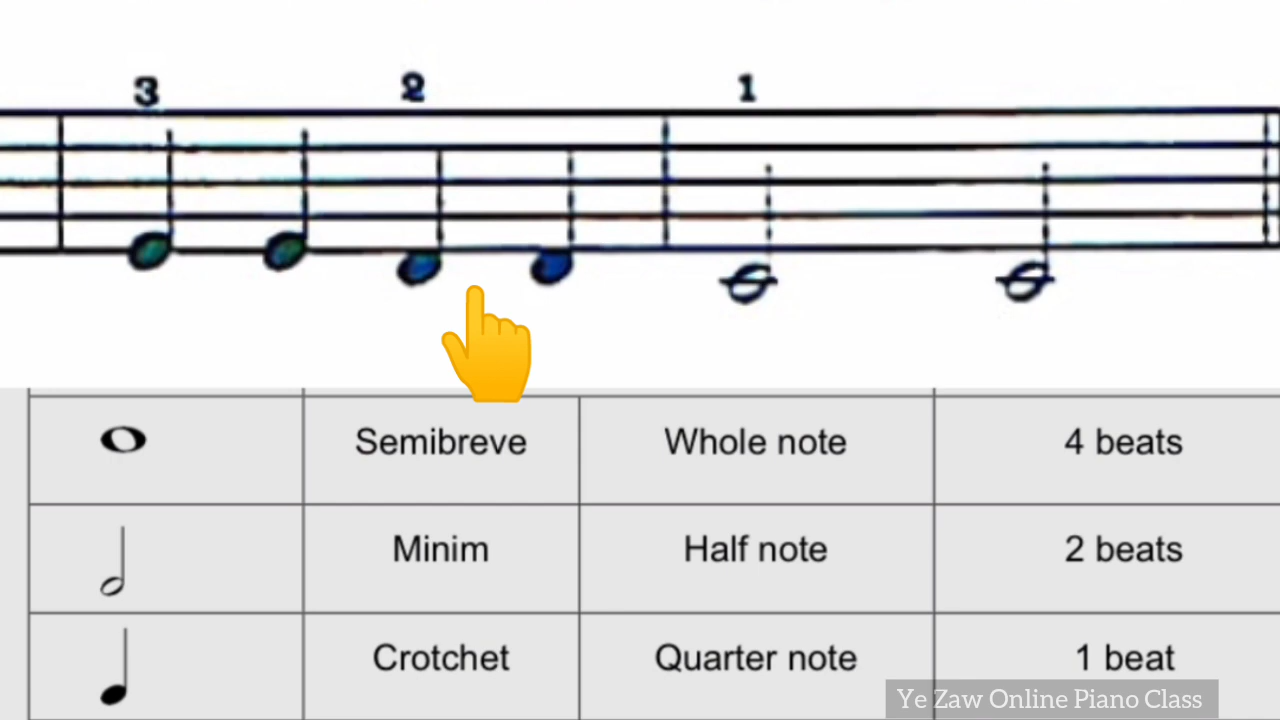 3 2 1
Semibreve Whole note 4 beats
Minim Half note 2 beats
Crotchet Quarter note 1 beat
Ye Zaw Online Piano Class